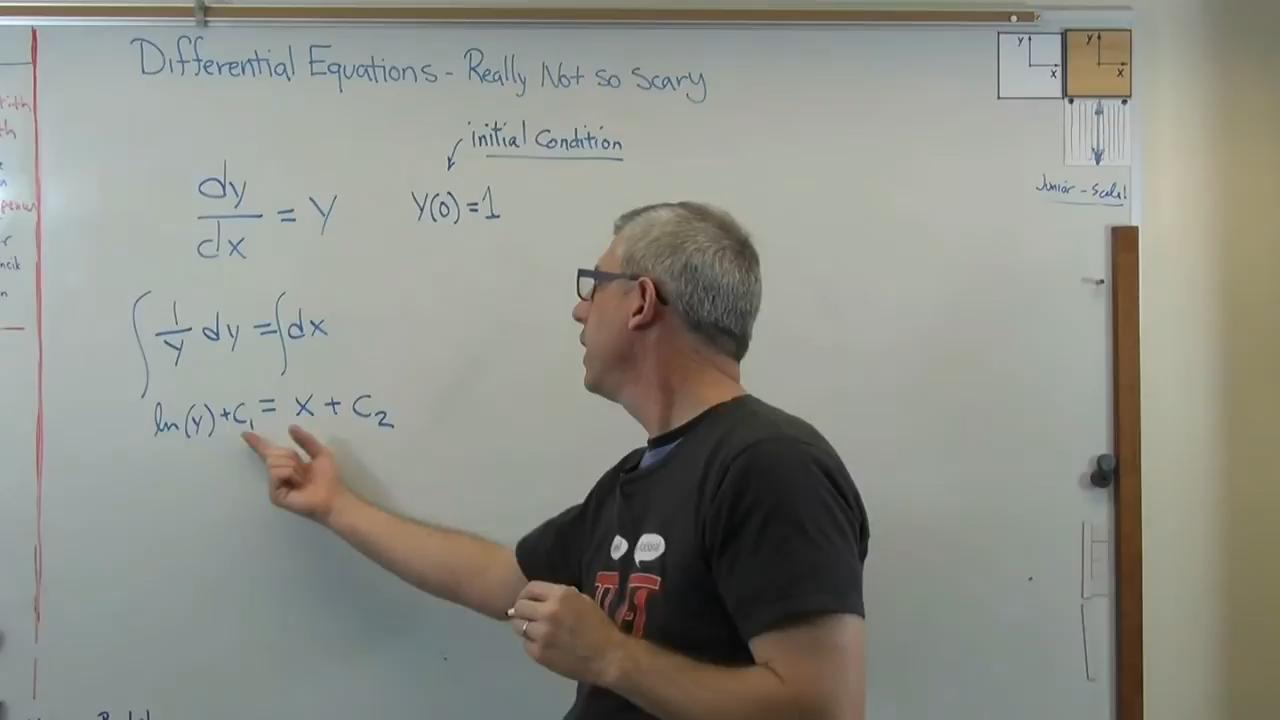 Differential Equations - Really Not so Scary
initial Condition
dy/dx = Y
Y(0) = 1
∫ 1/Y dy = ∫ dx
ln(Y) + C₁ = X + C₂
Y
X
Y
X
Junior - Scale!